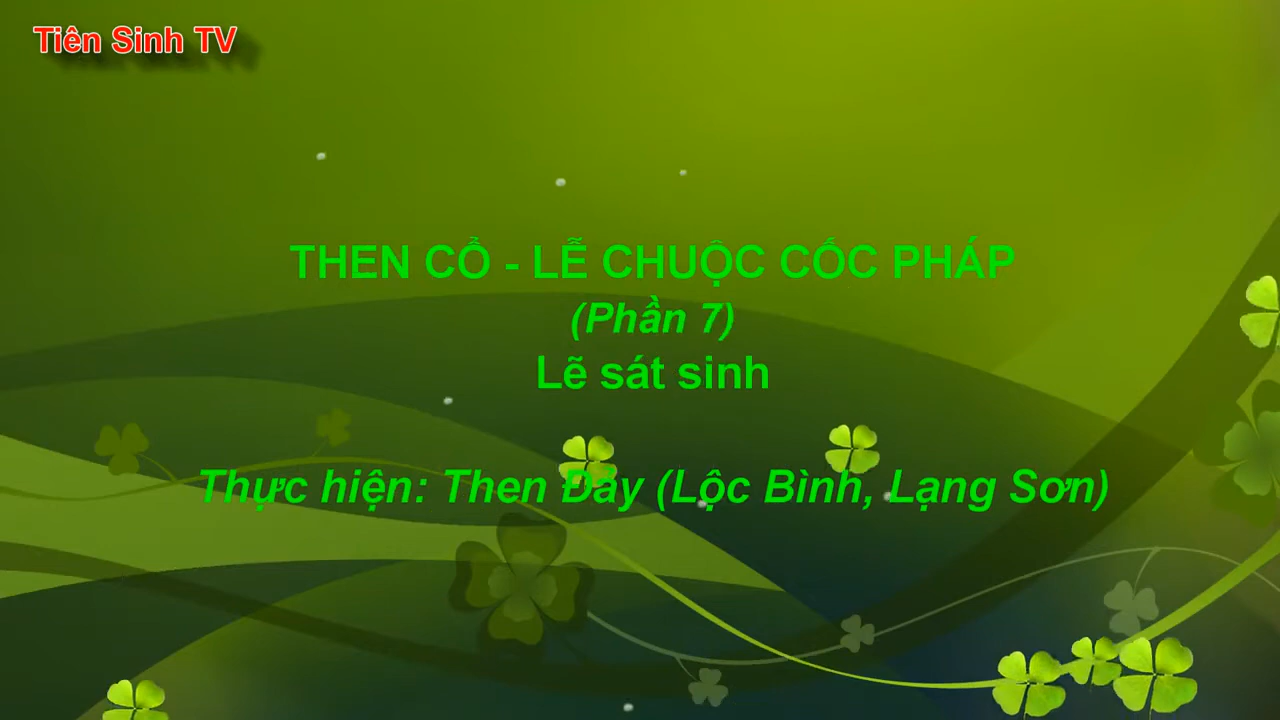 Tiên Sinh TV
THEN CỔ - LỄ CHUỘC CỐC PHÁP
(Phần 7)
Lẽ sát sinh
Thực hiện: Then Đảy (Lộc Bình, Lạng Sơn)